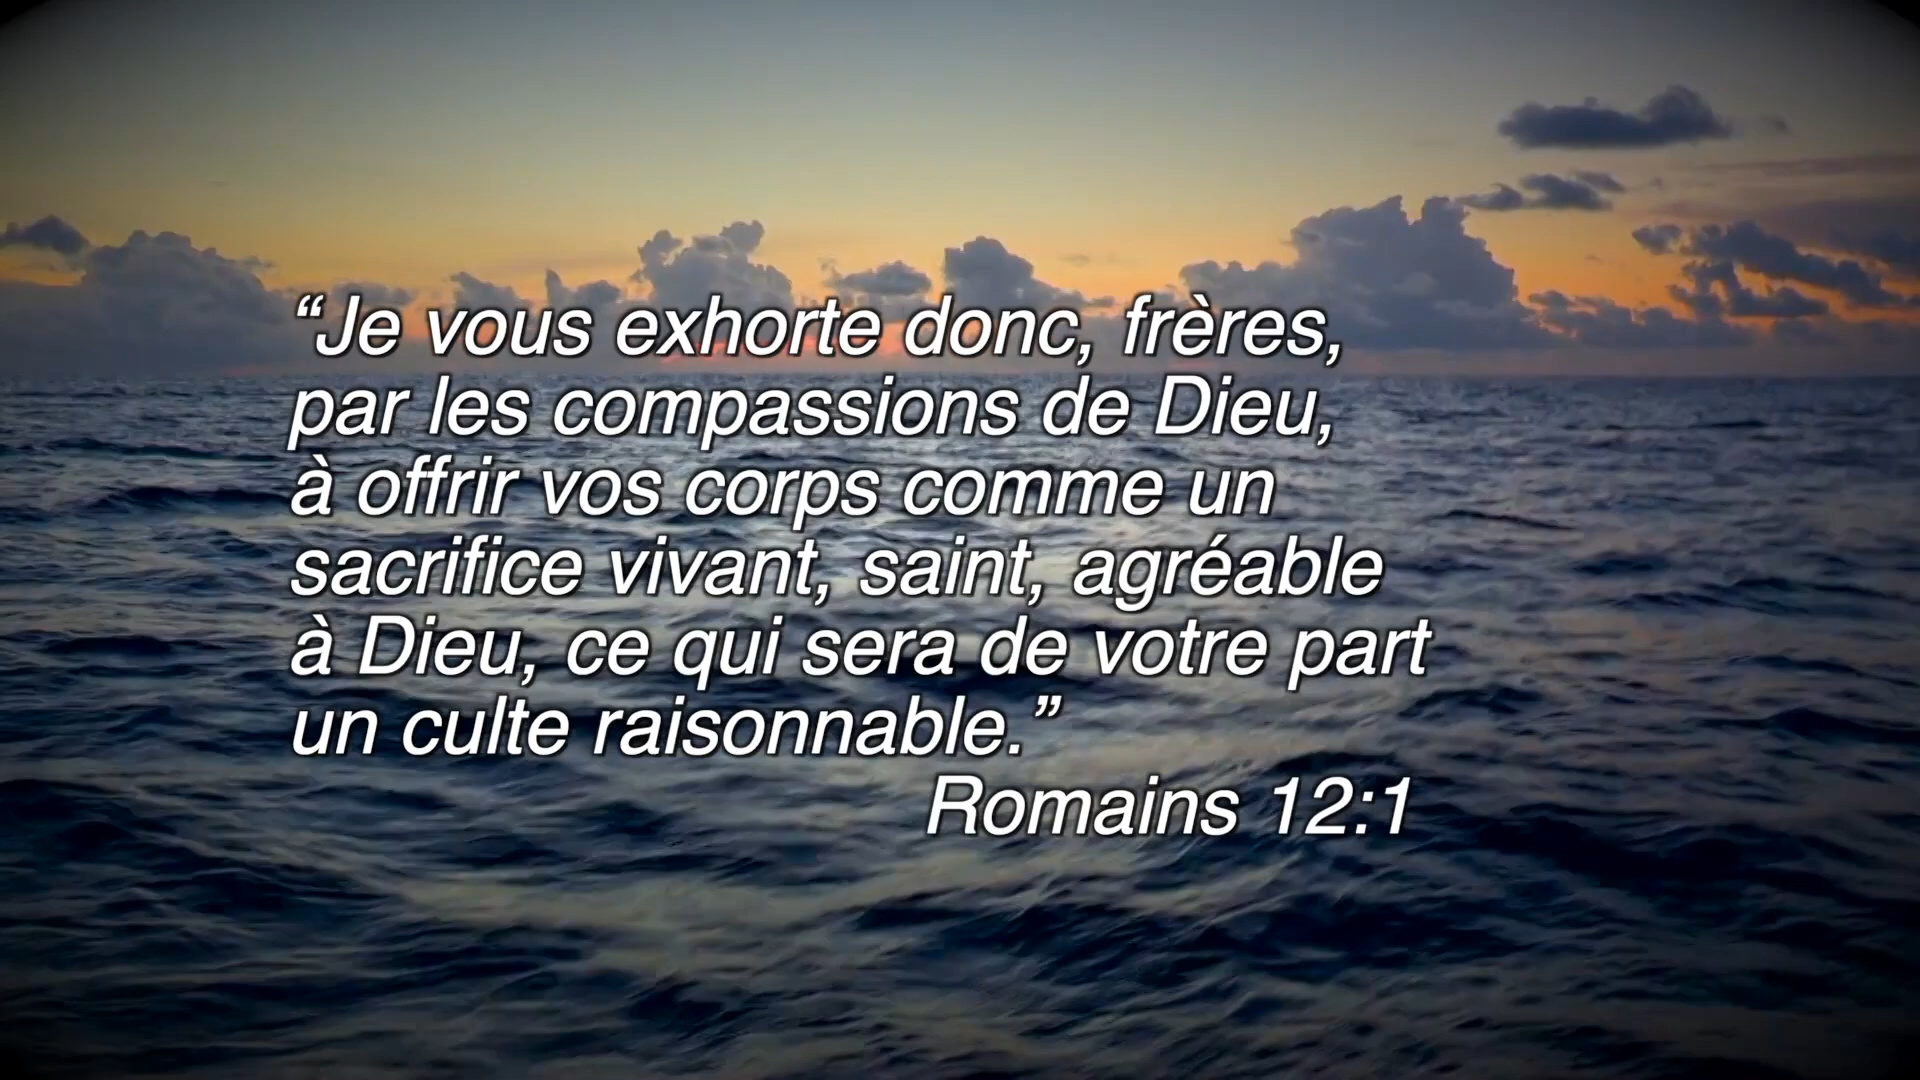 “Je vous exhorte donc, frères,
par les compassions de Dieu,
à offrir vos corps comme un
sacrifice vivant, saint, agréable
à Dieu, ce qui sera de votre part
un culte raisonnable.”
Romains 12:1